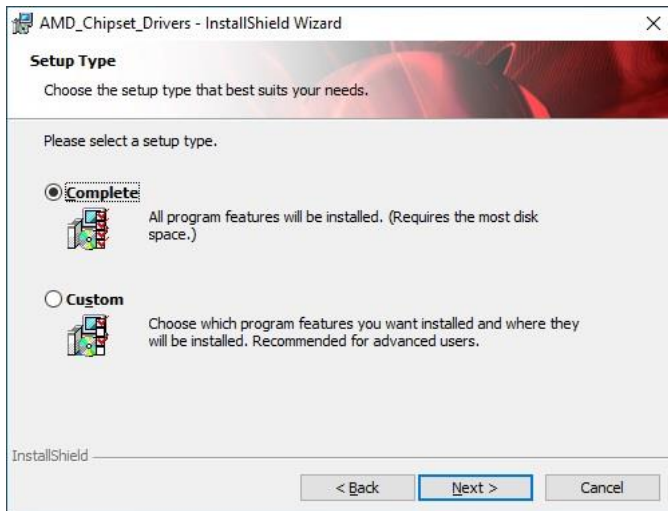 AMD_Chipset_Drivers - InstallShield Wizard
Setup Type
Choose the setup type that best suits your needs.
Please select a setup type.
Complete
All program features will be installed. (Requires the most disk
space.)
Custom
Choose which program features you want installed and where they
will be installed. Recommended for advanced users.
InstallShield
< Back Next > Cancel